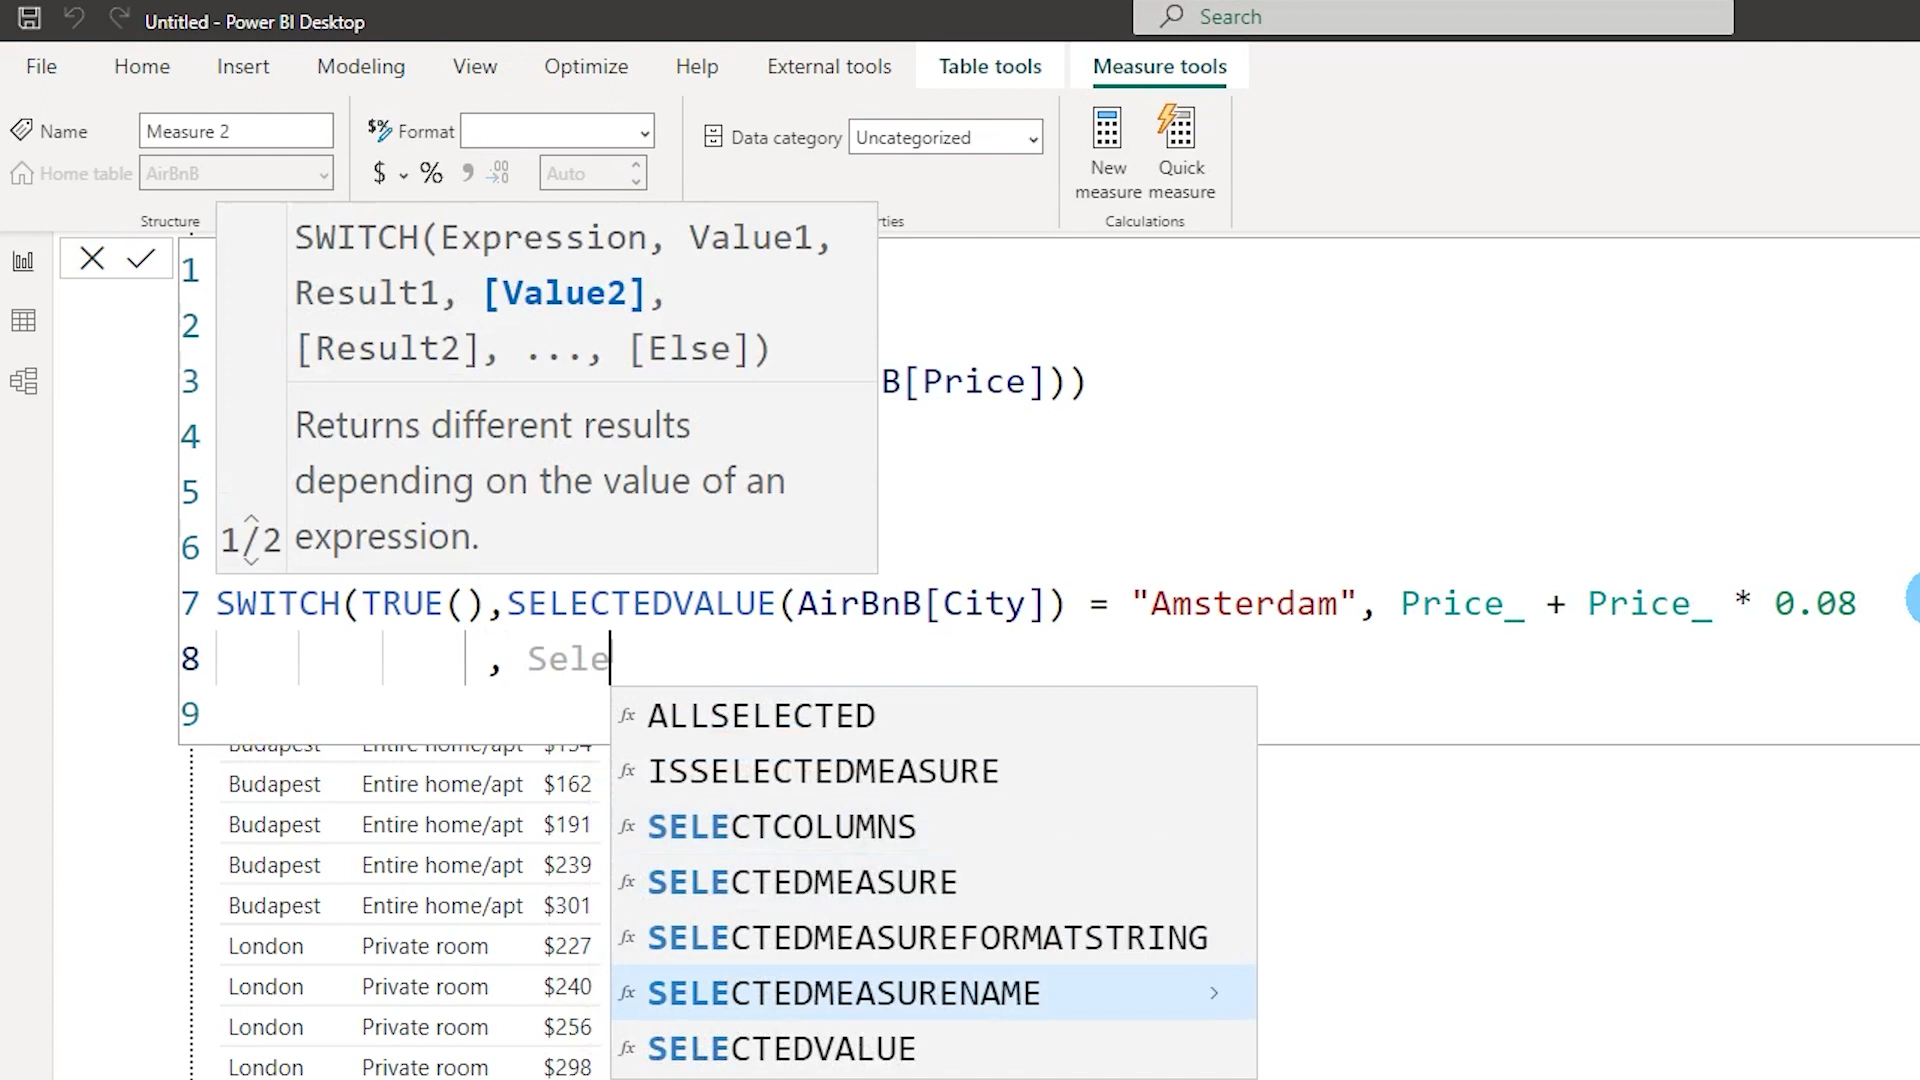 Untitled - Power BI Desktop
Search
File Home Insert Modeling View Optimize Help External tools Table tools Measure tools
Name Measure 2
Format
Data category Uncategorized
Home table AirBnB
$ % Auto
New measure
Quick measure
Structure
rties
Calculations
SWITCH(Expression, Value1,
Result1, [Value2],
[Result2], ..., [Else])
Returns different results
depending on the value of an
expression.
1/2
1
2
3 B[Price]))
4
5
6
7 SWITCH(TRUE(),SELECTEDVALUE(AirBnB[City]) = "Amsterdam", Price_ + Price_ * 0.08
8 , Sele
9
ALLSELECTED
ISSELECTEDMEASURE
SELECTCOLUMNS
SELECTEDMEASURE
SELECTEDMEASUREFORMATSTRING
SELECTEDMEASURENAME
SELECTEDVALUE
Budapest Entire home/apt $154
Budapest Entire home/apt $162
Budapest Entire home/apt $191
Budapest Entire home/apt $239
Budapest Entire home/apt $301
London Private room $227
London Private room $240
London Private room $256
London Private room $298